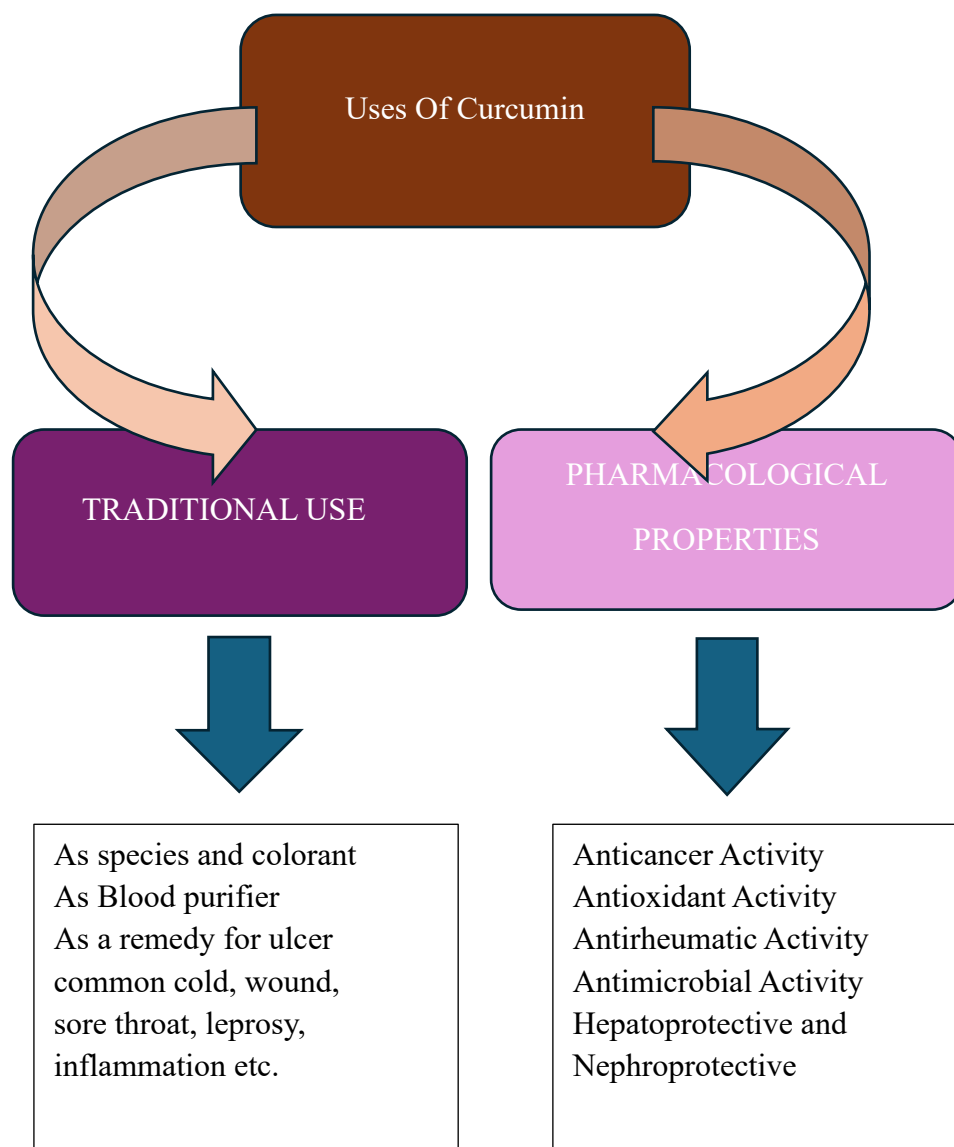 Uses Of Curcumin
TRADITIONAL USE
PHARMACOLOGICAL
PROPERTIES
As species and colorant
As Blood purifier
As a remedy for ulcer
common cold, wound,
sore throat, leprosy,
inflammation etc.
Anticancer Activity
Antioxidant Activity
Antirheumatic Activity
Antimicrobial Activity
Hepatoprotective and
Nephroprotective